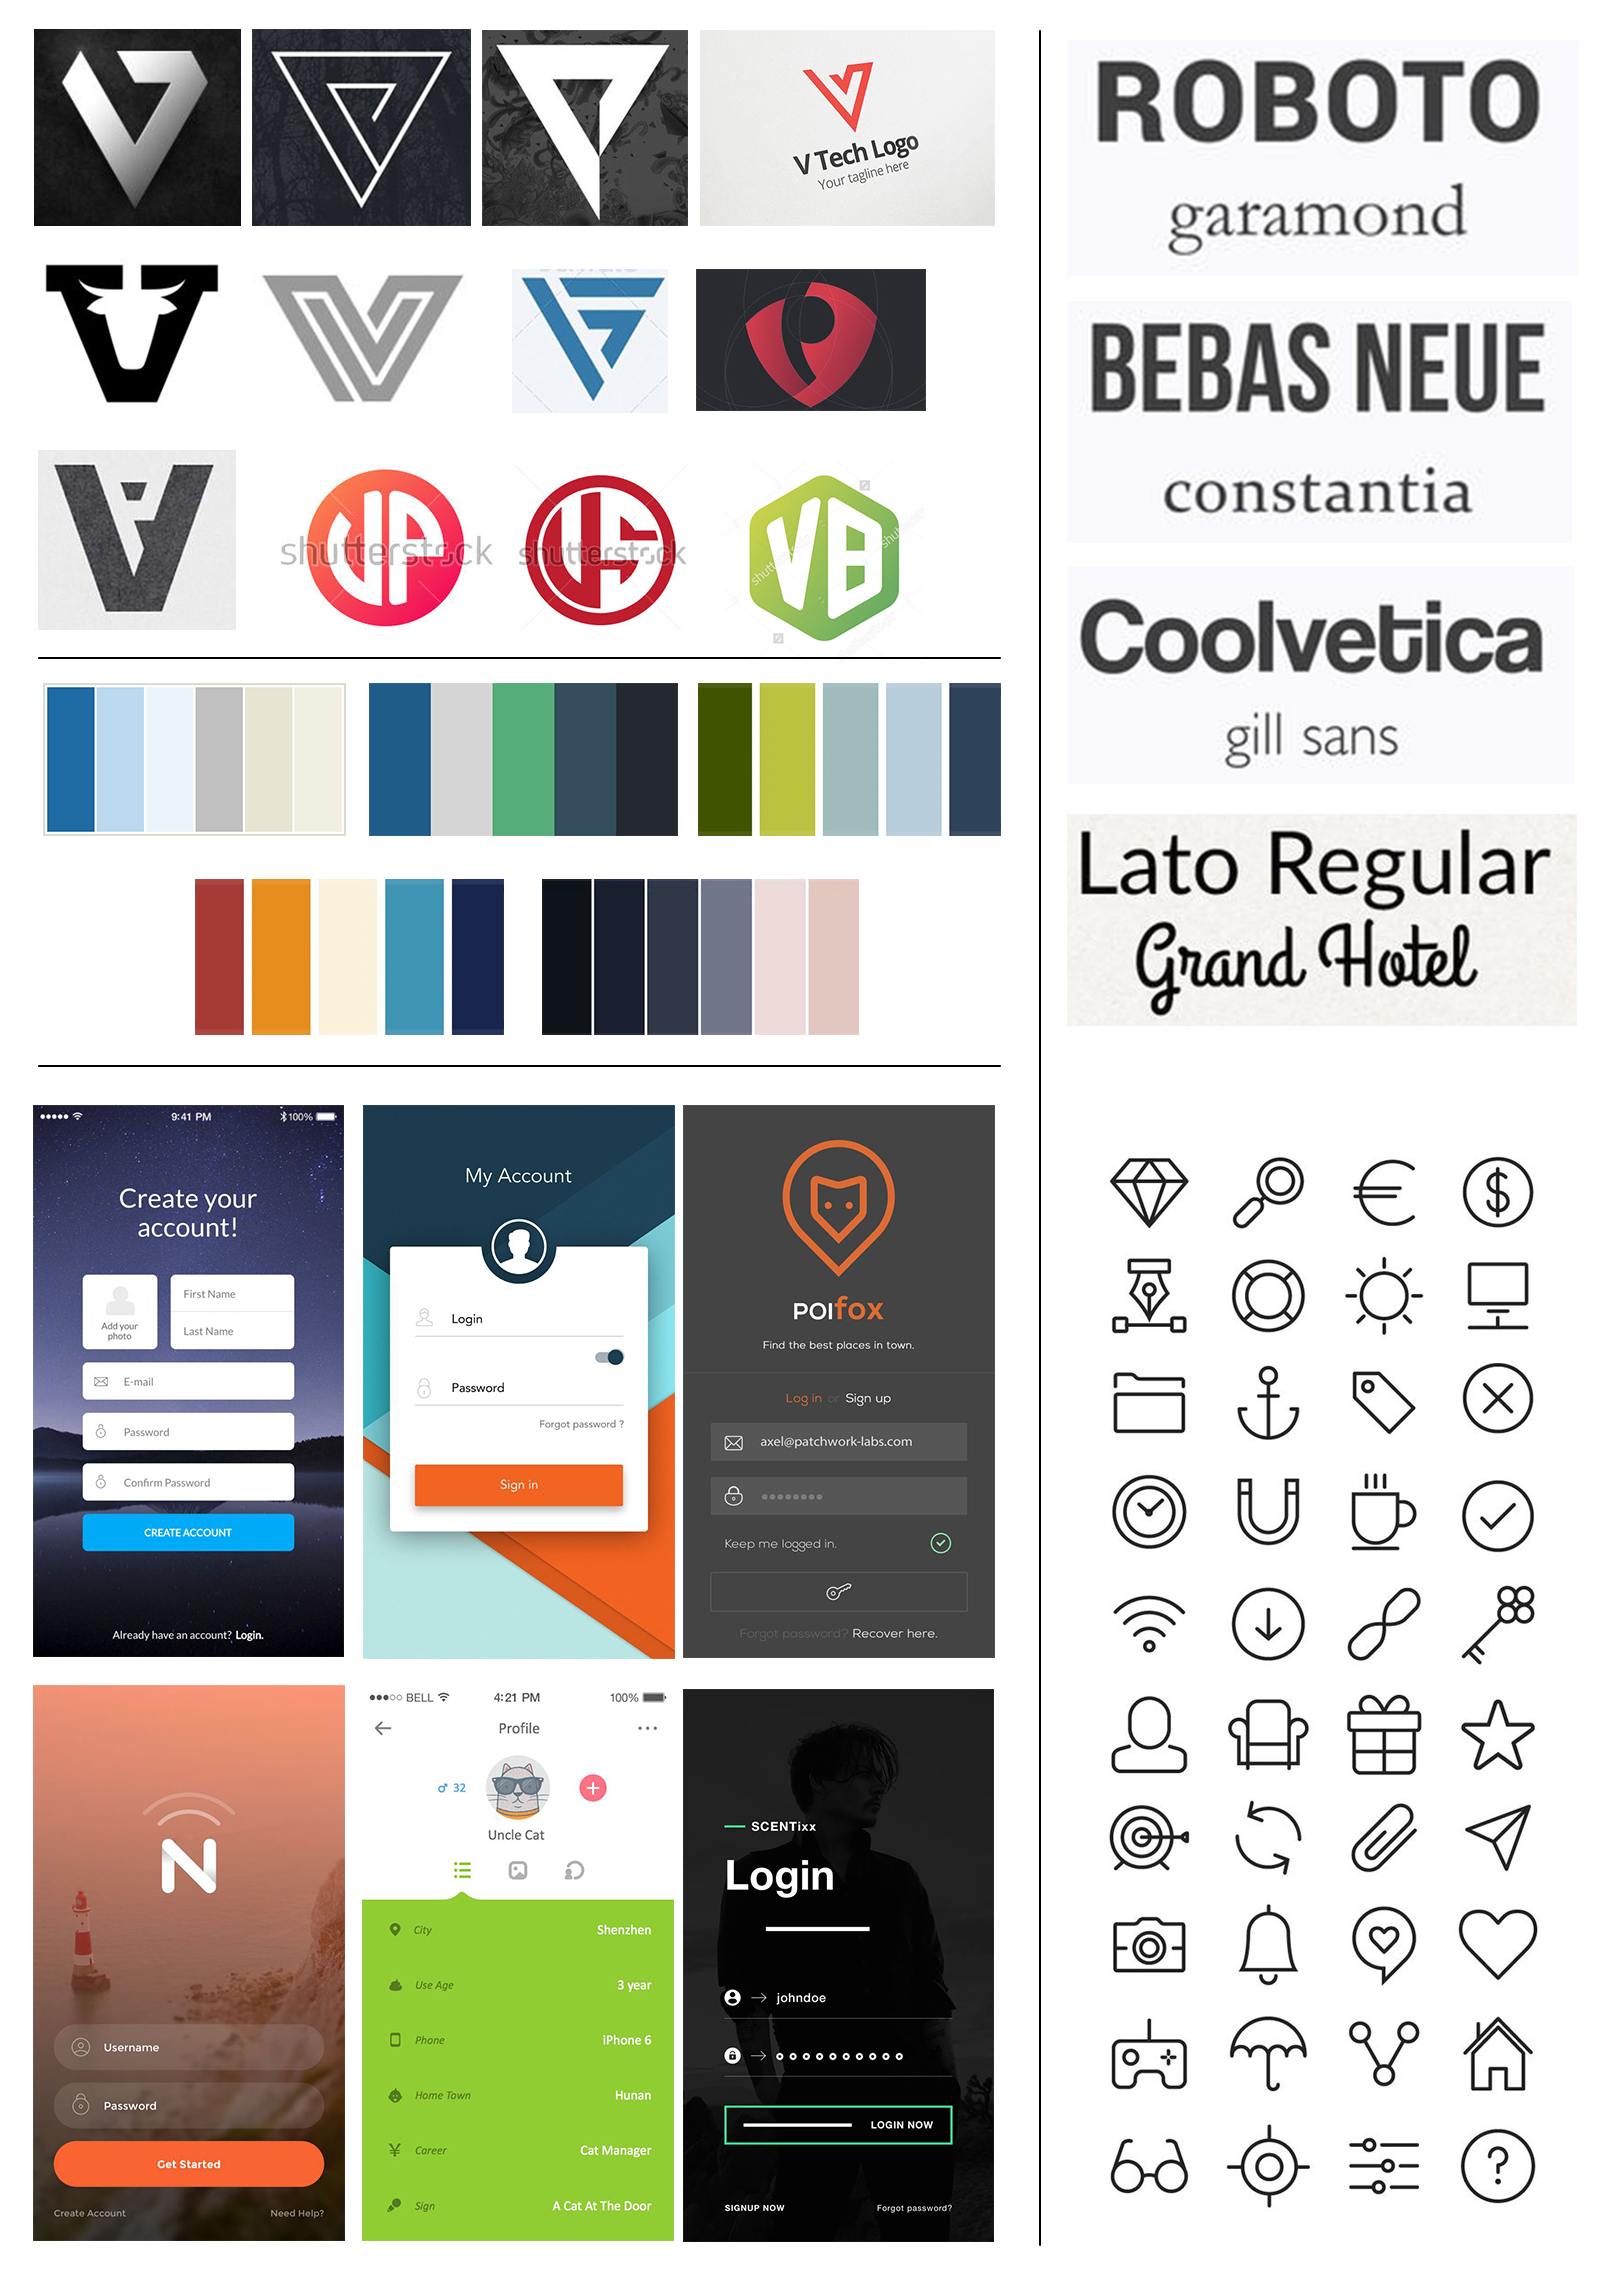 V Tech Logo
Your tagline here
shutterstock
shutterstock
VP
VS
VB
shutterstock
ROBOTO
garamond
BEBAS NEUE
constantia
Coolvetica
gill sans
Lato Regular
Grand Hotel
9:41 PM 100%
Create your
account!
First Name
Add your
photo
Last Name
E-mail
Password
Confirm Password
CREATE ACCOUNT
Already have an account? Login.
My Account
Login
Password
Forgot password ?
Sign in
POIfox
Find the best places in town.
Log in or Sign up
axel@patchwork-labs.com
Keep me logged in.
Forgot password? Recover here.
N
Username
Password
Get Started
Create Account Need Help?
BELL 4:21 PM 100%
Profile
32
Uncle Cat
City Shenzhen
Use Age 3 year
Phone iPhone 6
Home Town Hunan
Career Cat Manager
Sign A Cat At The Door
SCENTixx
Login
johndoe
LOGIN NOW
SIGNUP NOW Forgot password?